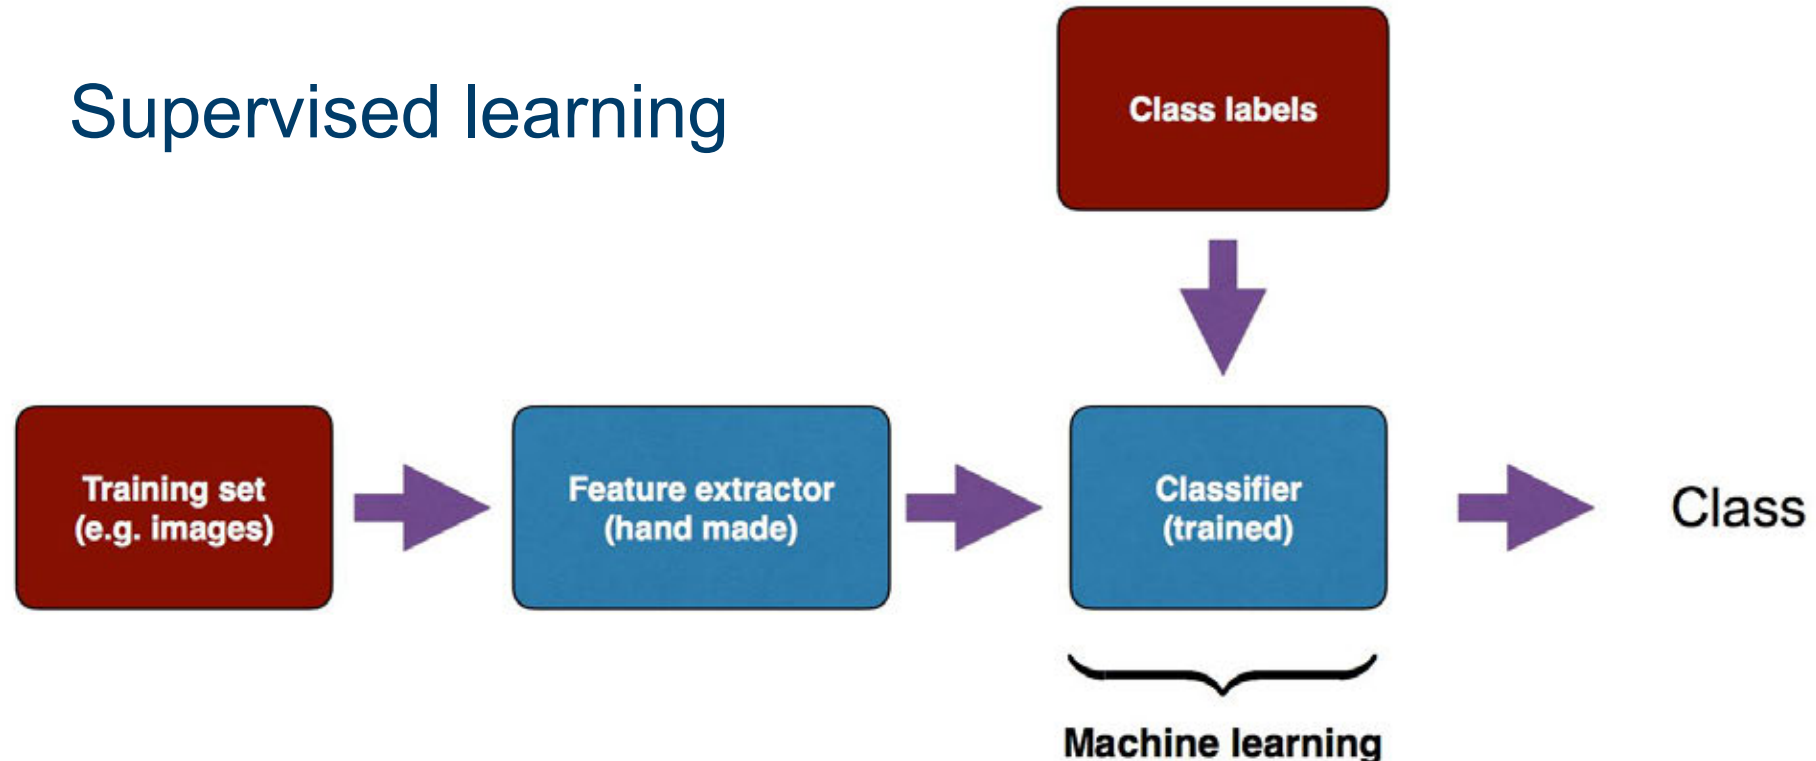 Supervised learning
Class labels
Training set
(e.g. images)
Feature extractor
(hand made)
Classifier
(trained)
Class
Machine learning